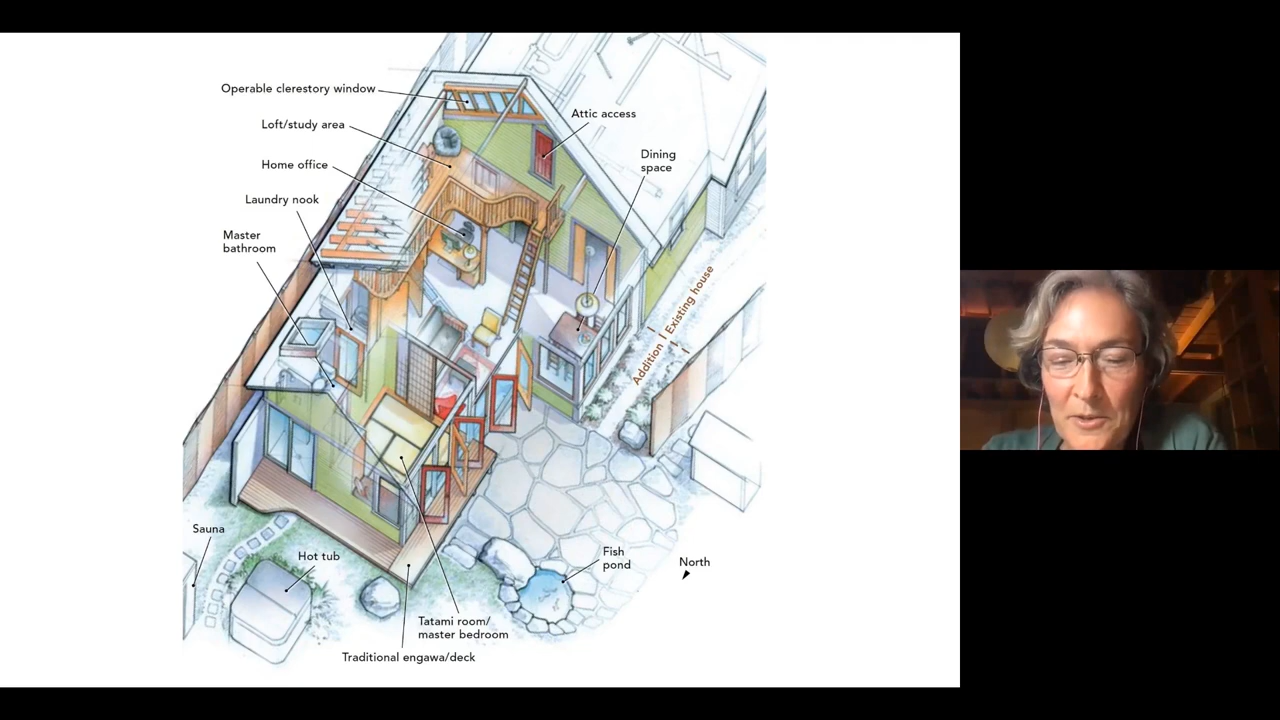 Operable clerestory window
Attic access
Loft/study area
Dining
space
Home office
Laundry nook
Master
bathroom
Addition | Existing house
Sauna
Hot tub
Fish
pond
North
Tatami room/
master bedroom
Traditional engawa/deck